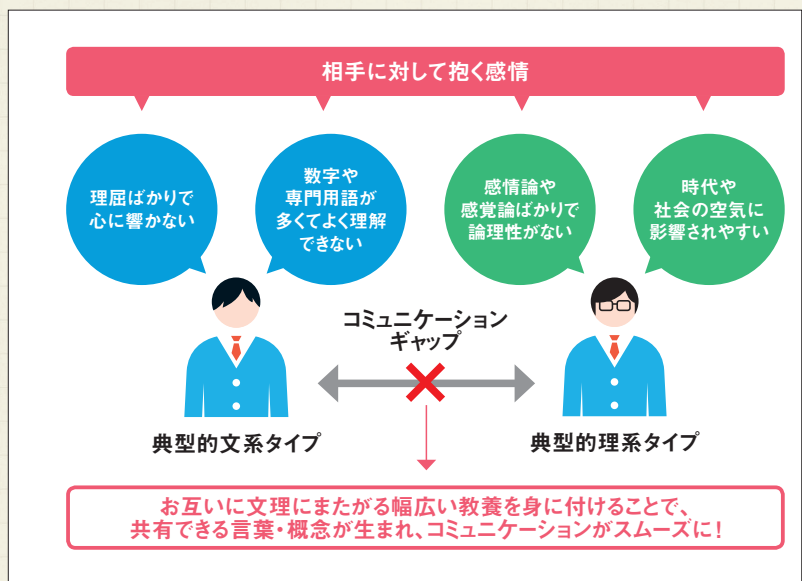 相手に対して抱く感情
理屈ばかりで
心に響かない
数字や
専門用語が
多くてよく理解
できない
感情論や
感覚論ばかりで
論理性がない
時代や
社会の空気に
影響されやすい
コミュニケーション
ギャップ
典型的文系タイプ
典型的理系タイプ
お互いに文理にまたがる幅広い教養を身に付けることで、
共有できる言葉・概念が生まれ、コミュニケーションがスムーズに!